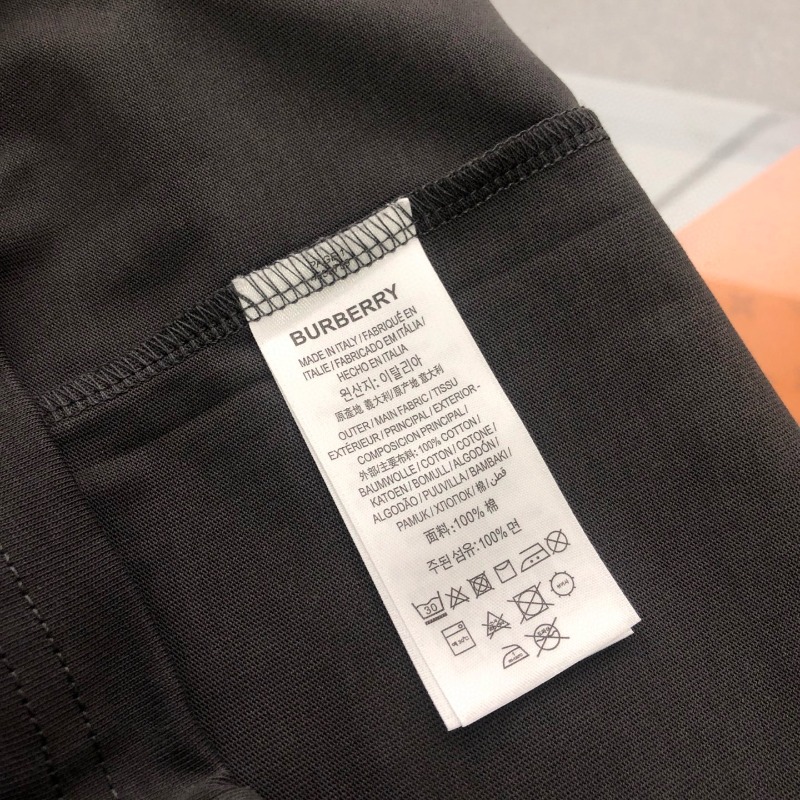 BURBERRY
MADE IN ITALY / FABRIQUÉ EN
ITALIE / FABRICADO EM ITÁLIA /
HECHO EN ITALIA
원산지: 이탈리아
原產地 義大利/原产地 意大利
OUTER / MAIN FABRIC / TISSU
EXTÉRIEUR / PRINCIPAL / EXTERIOR -
COMPOSICION PRINCIPAL /
外部/主要布料: 100% COTTON /
BAUMWOLLE / COTON / COTONE /
KATOEN / BOMULL / ALGODÓN /
ALGODÃO / PUUVILLA / BAMBAKI /
PAMUK / ХЛОПОК / 棉 / قطن
面料: 100% 棉
주된 섬유: 100% 면
30